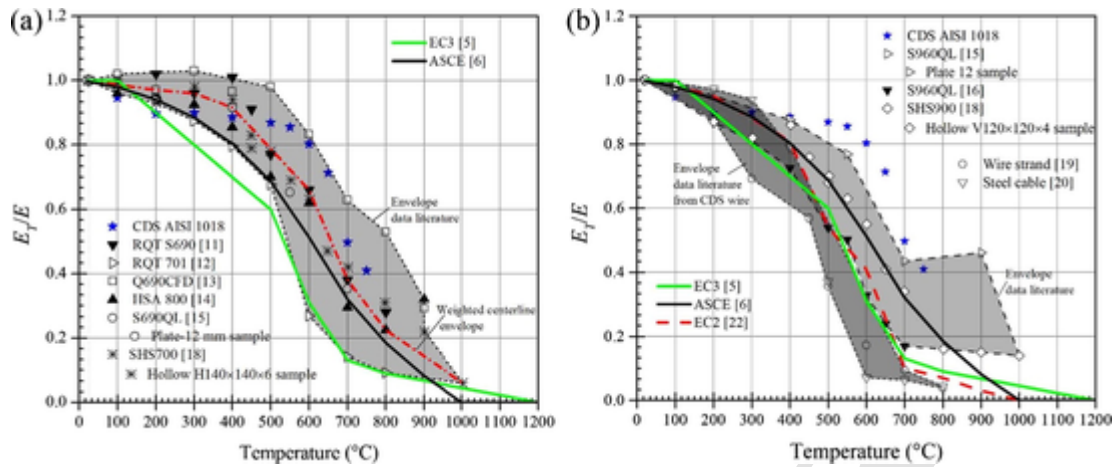 (a)
1.2
1.0
0.8
0.6
0.4
0.2
0.0
E_T/E
EC3 [5]
ASCE [6]
Envelope
data literature
CDS AISI 1018
RQT S690 [11]
RQT 701 [12]
Q690CFD [13]
HSA 800 [14]
S690QL [15]
Plate-12 mm sample
SHS700 [18]
Hollow H140×140×6 sample
Weighted centerline
envelope
0 100 200 300 400 500 600 700 800 900 1000 1200
Temperature (°C)
(b)
1.2
1.0
0.8
0.6
0.4
0.2
0.0
E_T/E
CDS AISI 1018
S960QL [15]
Plate 12 sample
S960QL [16]
SHS900 [18]
Hollow V120×120×4 sample
Wire strand [19]
Steel cable [20]
Envelope
data literature
from CDS wire
Envelope
data literature
EC3 [5]
ASCE [6]
EC2 [22]
0 100 200 300 400 500 600 700 800 900 1000 1200
Temperature (°C)